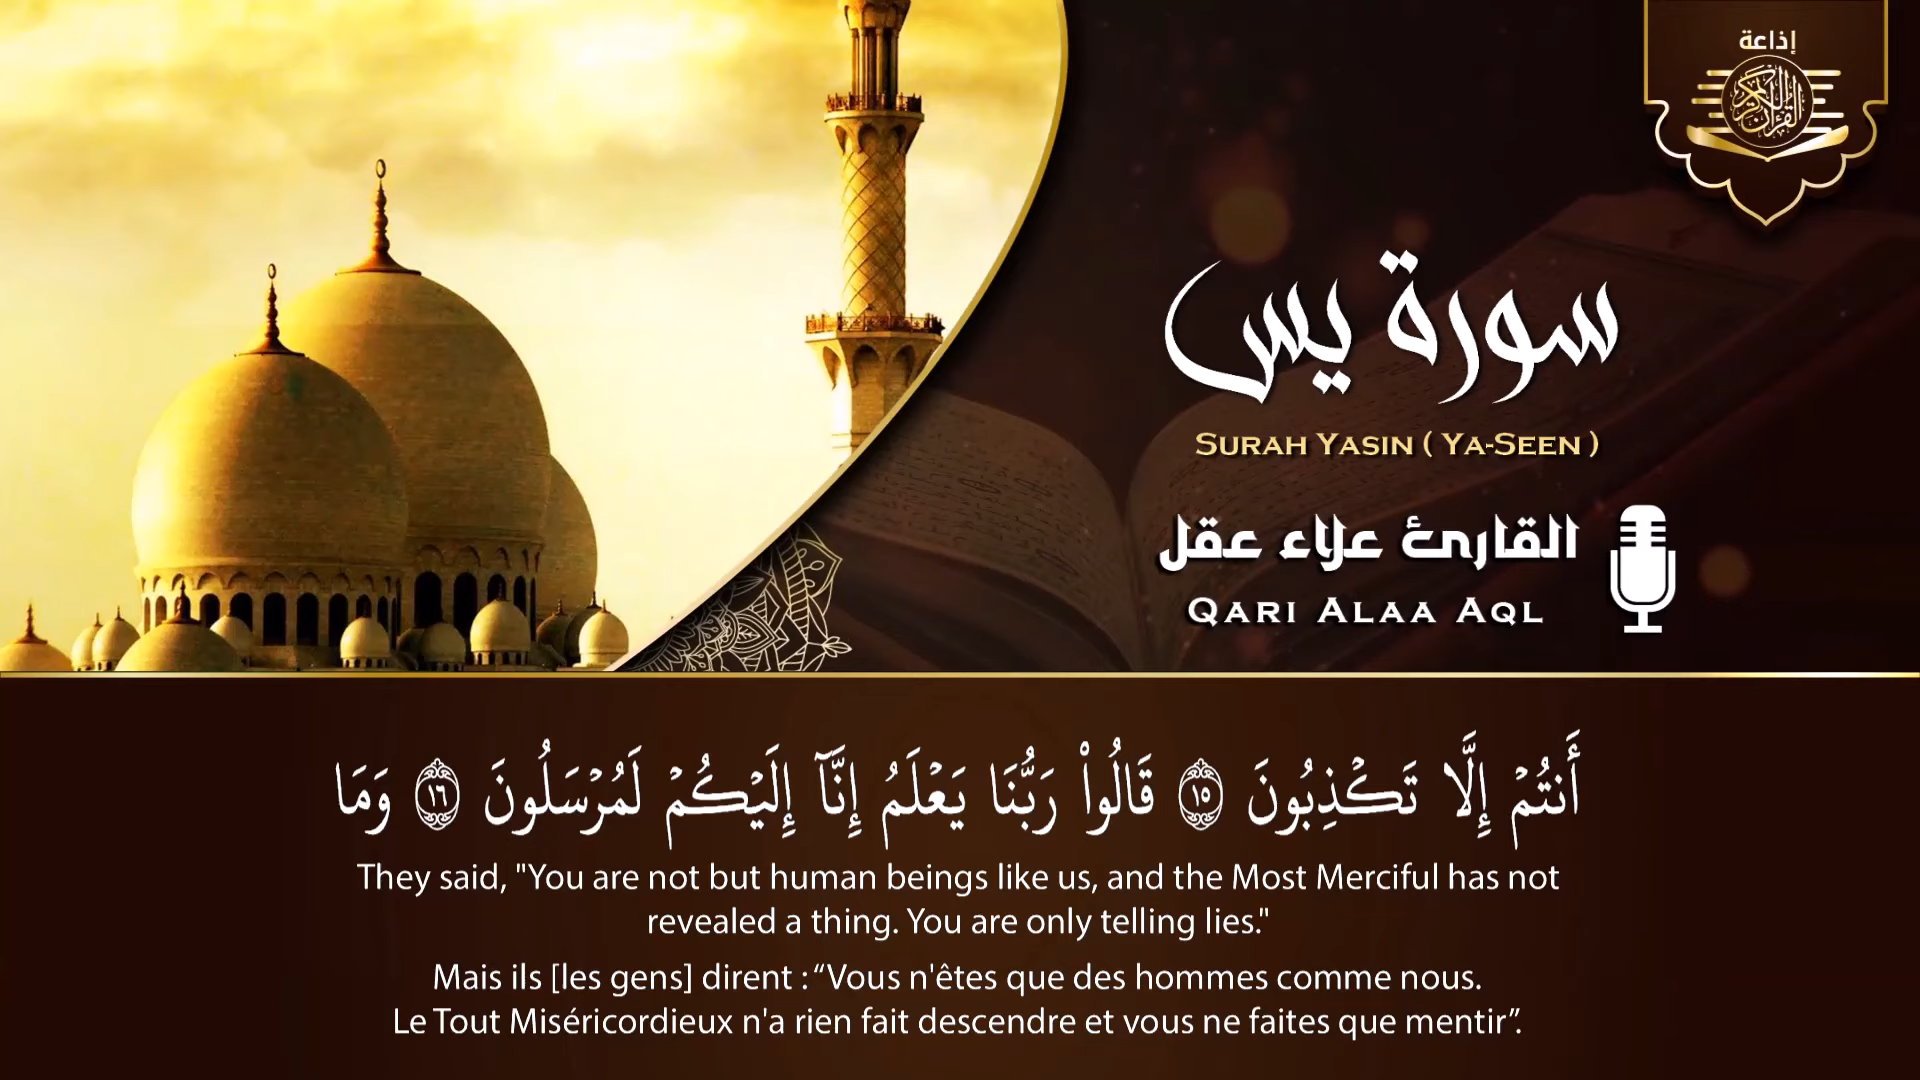 إذاعة
القرآن الكريم
سورة يس
SURAH YASIN ( YA-SEEN )
القارئ علاء عقل
QARI ALAA AQL
أَنتُمۡ إِلَّا تَكۡذِبُونَ ١٥ قَالُواْ رَبُّنَا يَعۡلَمُ إِنَّآ إِلَيۡكُمۡ لَمُرۡسَلُونَ ١٦ وَمَا
They said, "You are not but human beings like us, and the Most Merciful has not
revealed a thing. You are only telling lies."
Mais ils [les gens] dirent : “Vous n'êtes que des hommes comme nous.
Le Tout Miséricordieux n'a rien fait descendre et vous ne faites que mentir”.